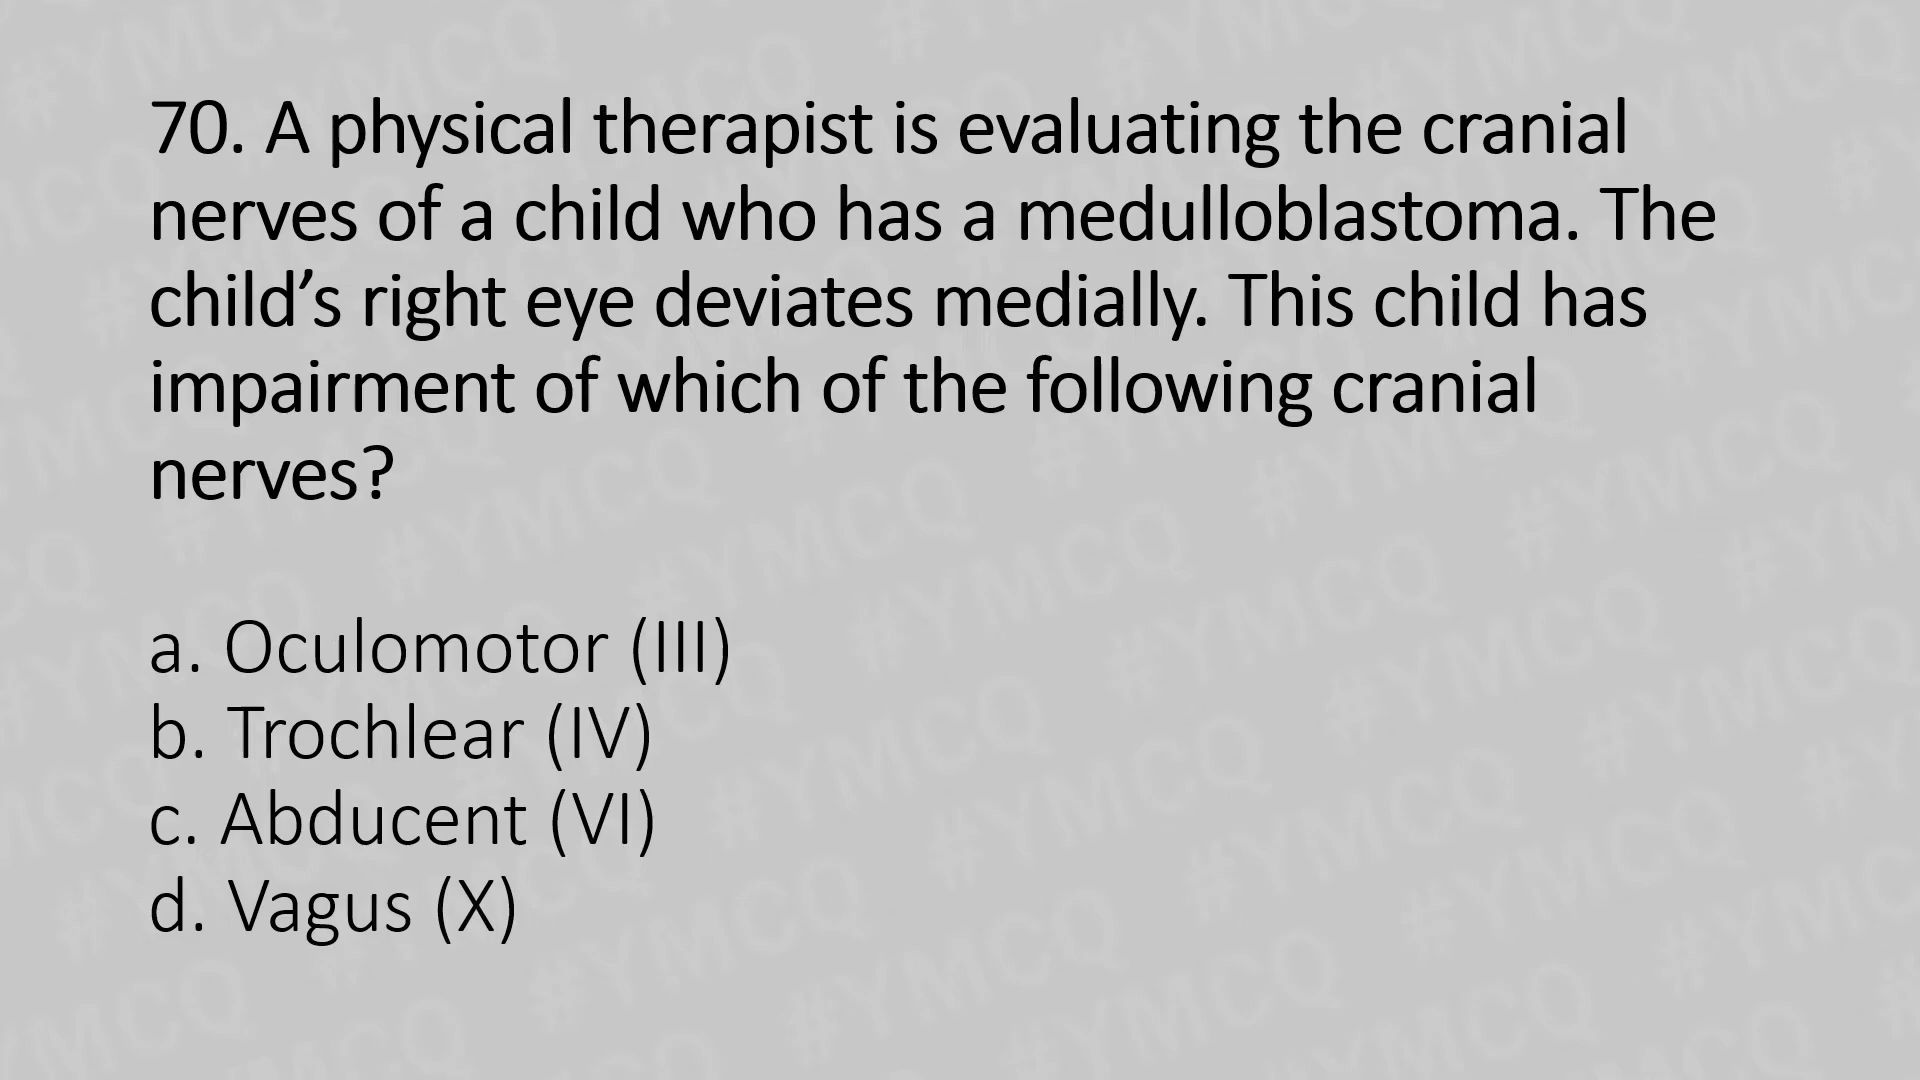 70. A physical therapist is evaluating the cranial
nerves of a child who has a medulloblastoma. The
child’s right eye deviates medially. This child has
impairment of which of the following cranial
nerves?
a. Oculomotor (III)
b. Trochlear (IV)
c. Abducent (VI)
d. Vagus (X)
#YMCQ